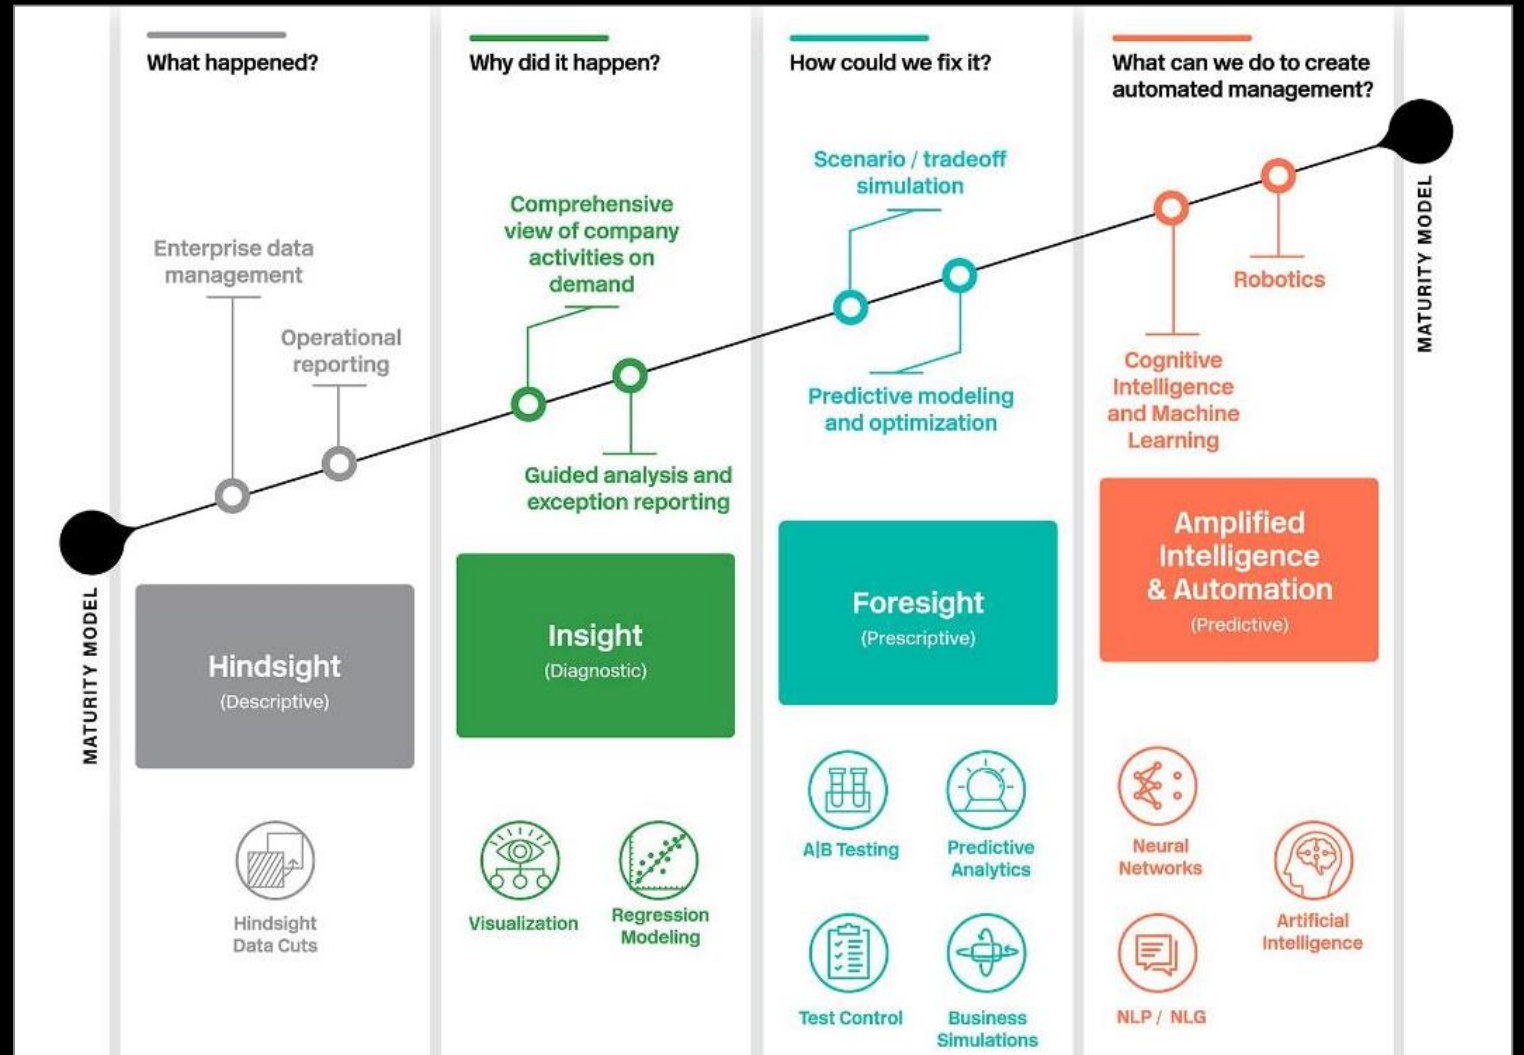 What happened?
Enterprise data
management
Operational
reporting
MATURITY MODEL
Hindsight
(Descriptive)
Hindsight
Data Cuts
Why did it happen?
Comprehensive
view of company
activities on
demand
Guided analysis and
exception reporting
Insight
(Diagnostic)
Visualization
Regression
Modeling
How could we fix it?
Scenario / tradeoff
simulation
Predictive modeling
and optimization
Foresight
(Prescriptive)
A|B Testing
Predictive
Analytics
Test Control
Business
Simulations
What can we do to create
automated management?
Robotics
Cognitive
Intelligence
and Machine
Learning
Amplified
Intelligence
& Automation
(Predictive)
Neural
Networks
Artificial
Intelligence
NLP / NLG
MATURITY MODEL